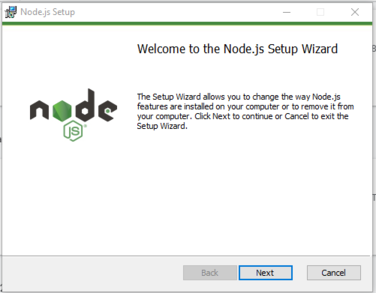 Node.js Setup
Welcome to the Node.js Setup Wizard
The Setup Wizard allows you to change the way Node.js
features are installed on your computer or to remove it from
your computer. Click Next to continue or Cancel to exit the
Setup Wizard.
node
JS
Back Next Cancel